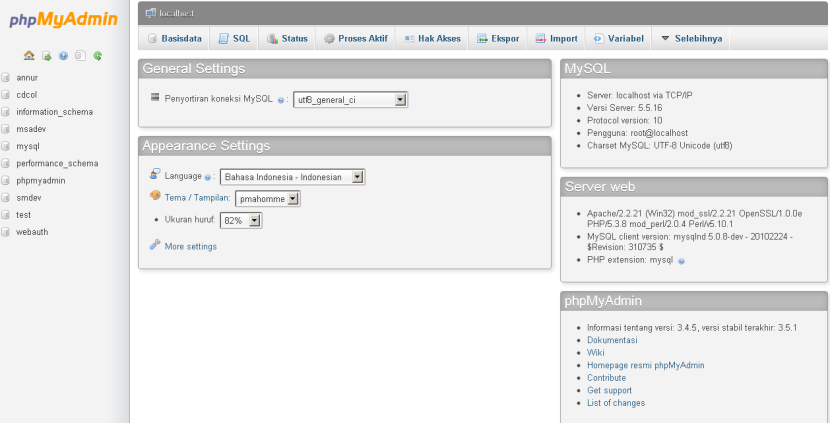 phpMyAdmin
annur
cdcol
information_schema
msadev
mysql
performance_schema
phpmyadmin
smdev
test
webauth
localhost
Basisdata SQL Status Proses Aktif Hak Akses Ekspor Import Variabel Selebihnya
General Settings
Penyortiran koneksi MySQL : utf8_general_ci
Appearance Settings
Language : Bahasa Indonesia - Indonesian
Tema / Tampilan: pmahomme
Ukuran huruf: 82%
More settings
MySQL
Server: localhost via TCP/IP
Versi Server: 5.5.16
Protocol version: 10
Pengguna: root@localhost
Charset MySQL: UTF-8 Unicode (utf8)
Server web
Apache/2.2.21 (Win32) mod_ssl/2.2.21 OpenSSL/1.0.0e
PHP/5.3.8 mod_perl/2.0.4 Perl/v5.10.1
MySQL client version: mysqlnd 5.0.8-dev - 20102224 -
$Revision: 310735 $
PHP extension: mysql
phpMyAdmin
Informasi tentang versi: 3.4.5, versi stabil terakhir: 3.5.1
Dokumentasi
Wiki
Homepage resmi phpMyAdmin
Contribute
Get support
List of changes